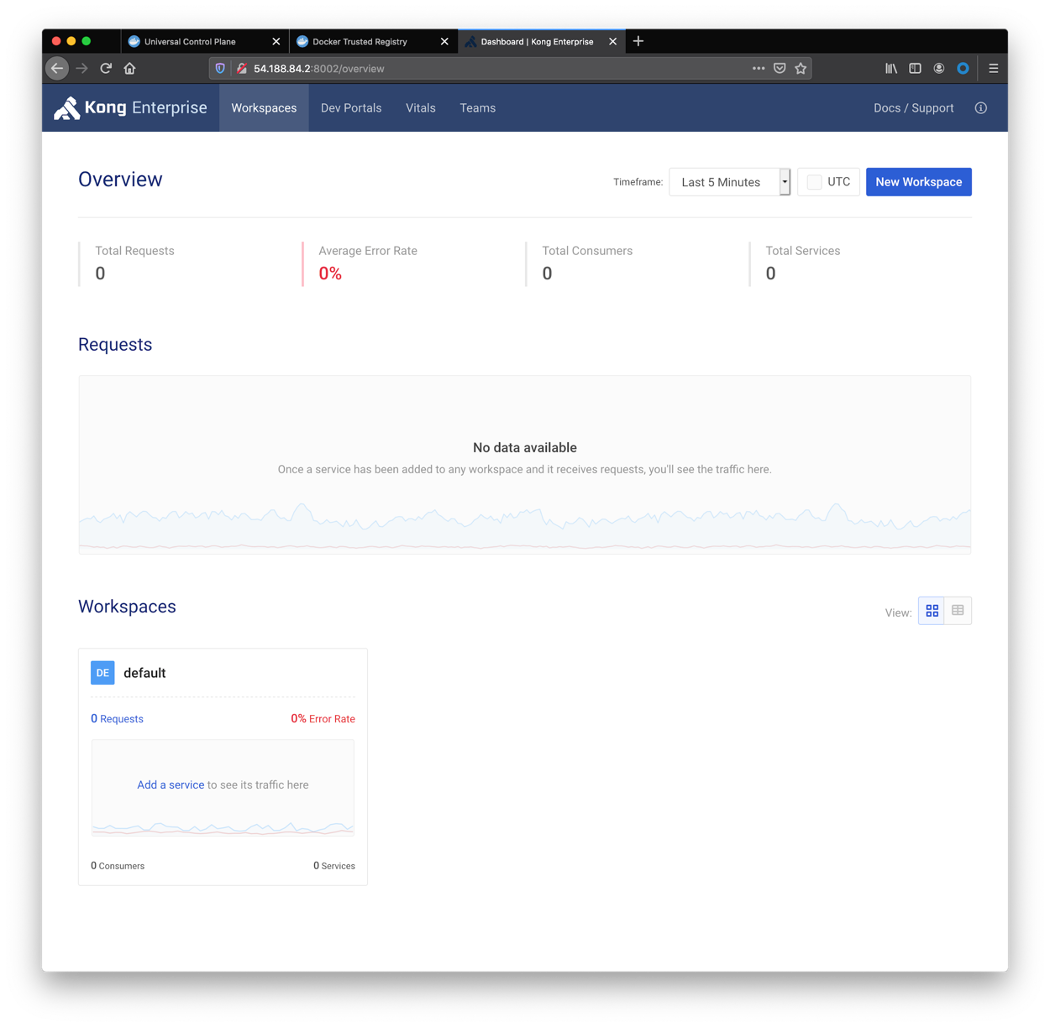 Universal Control Plane
Docker Trusted Registry
Dashboard | Kong Enterprise
54.188.84.2:8002/overview
Kong Enterprise
Workspaces
Dev Portals
Vitals
Teams
Docs / Support
Overview
Timeframe:
Last 5 Minutes
UTC
New Workspace
Total Requests
0
Average Error Rate
0%
Total Consumers
0
Total Services
0
Requests
No data available
Once a service has been added to any workspace and it receives requests, you'll see the traffic here.
Workspaces
View:
DE
default
0 Requests
0% Error Rate
Add a service to see its traffic here
0 Consumers
0 Services